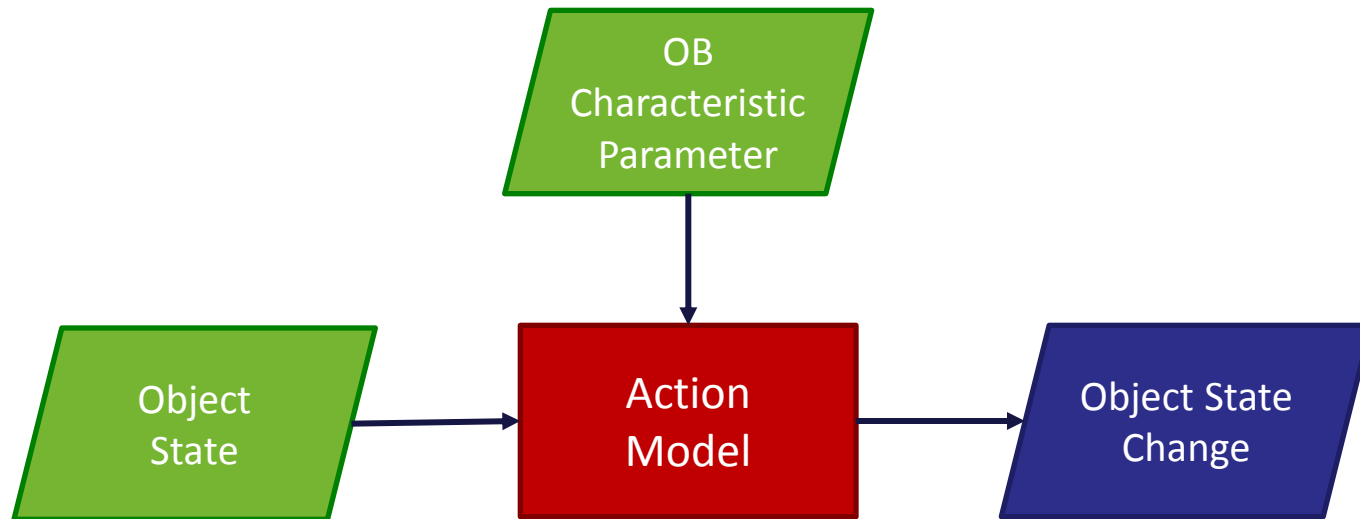 OB
Characteristic
Parameter
Object
State
Action
Model
Object State
Change